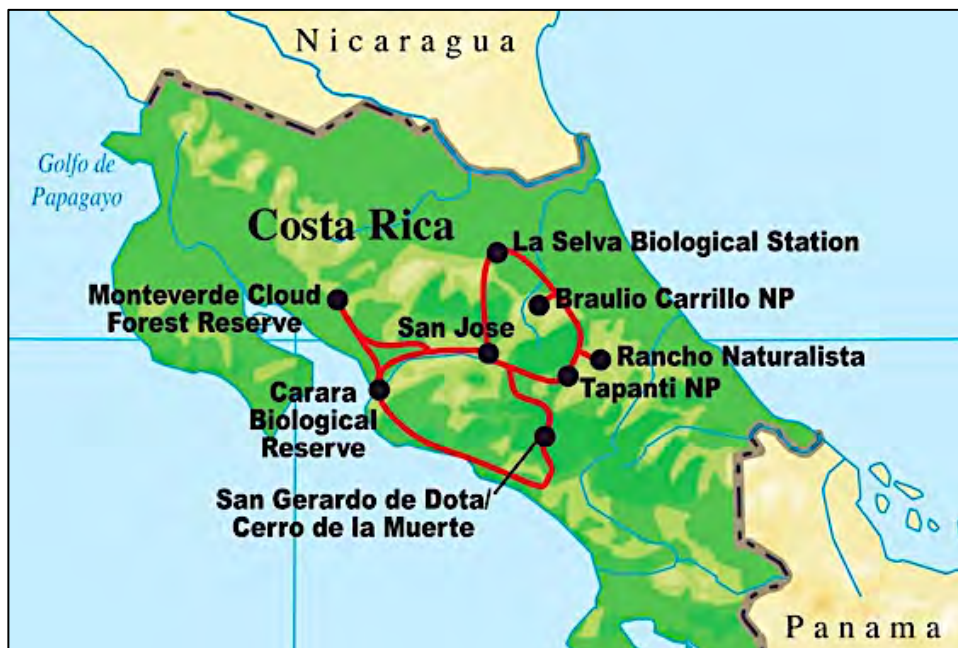 Nicaragua
Golfo de
Papagayo
Costa Rica
La Selva Biological Station
Monteverde Cloud
Forest Reserve
Braulio Carrillo NP
San Jose
Rancho Naturalista
Tapanti NP
Carara
Biological
Reserve
San Gerardo de Dota/
Cerro de la Muerte
Panama